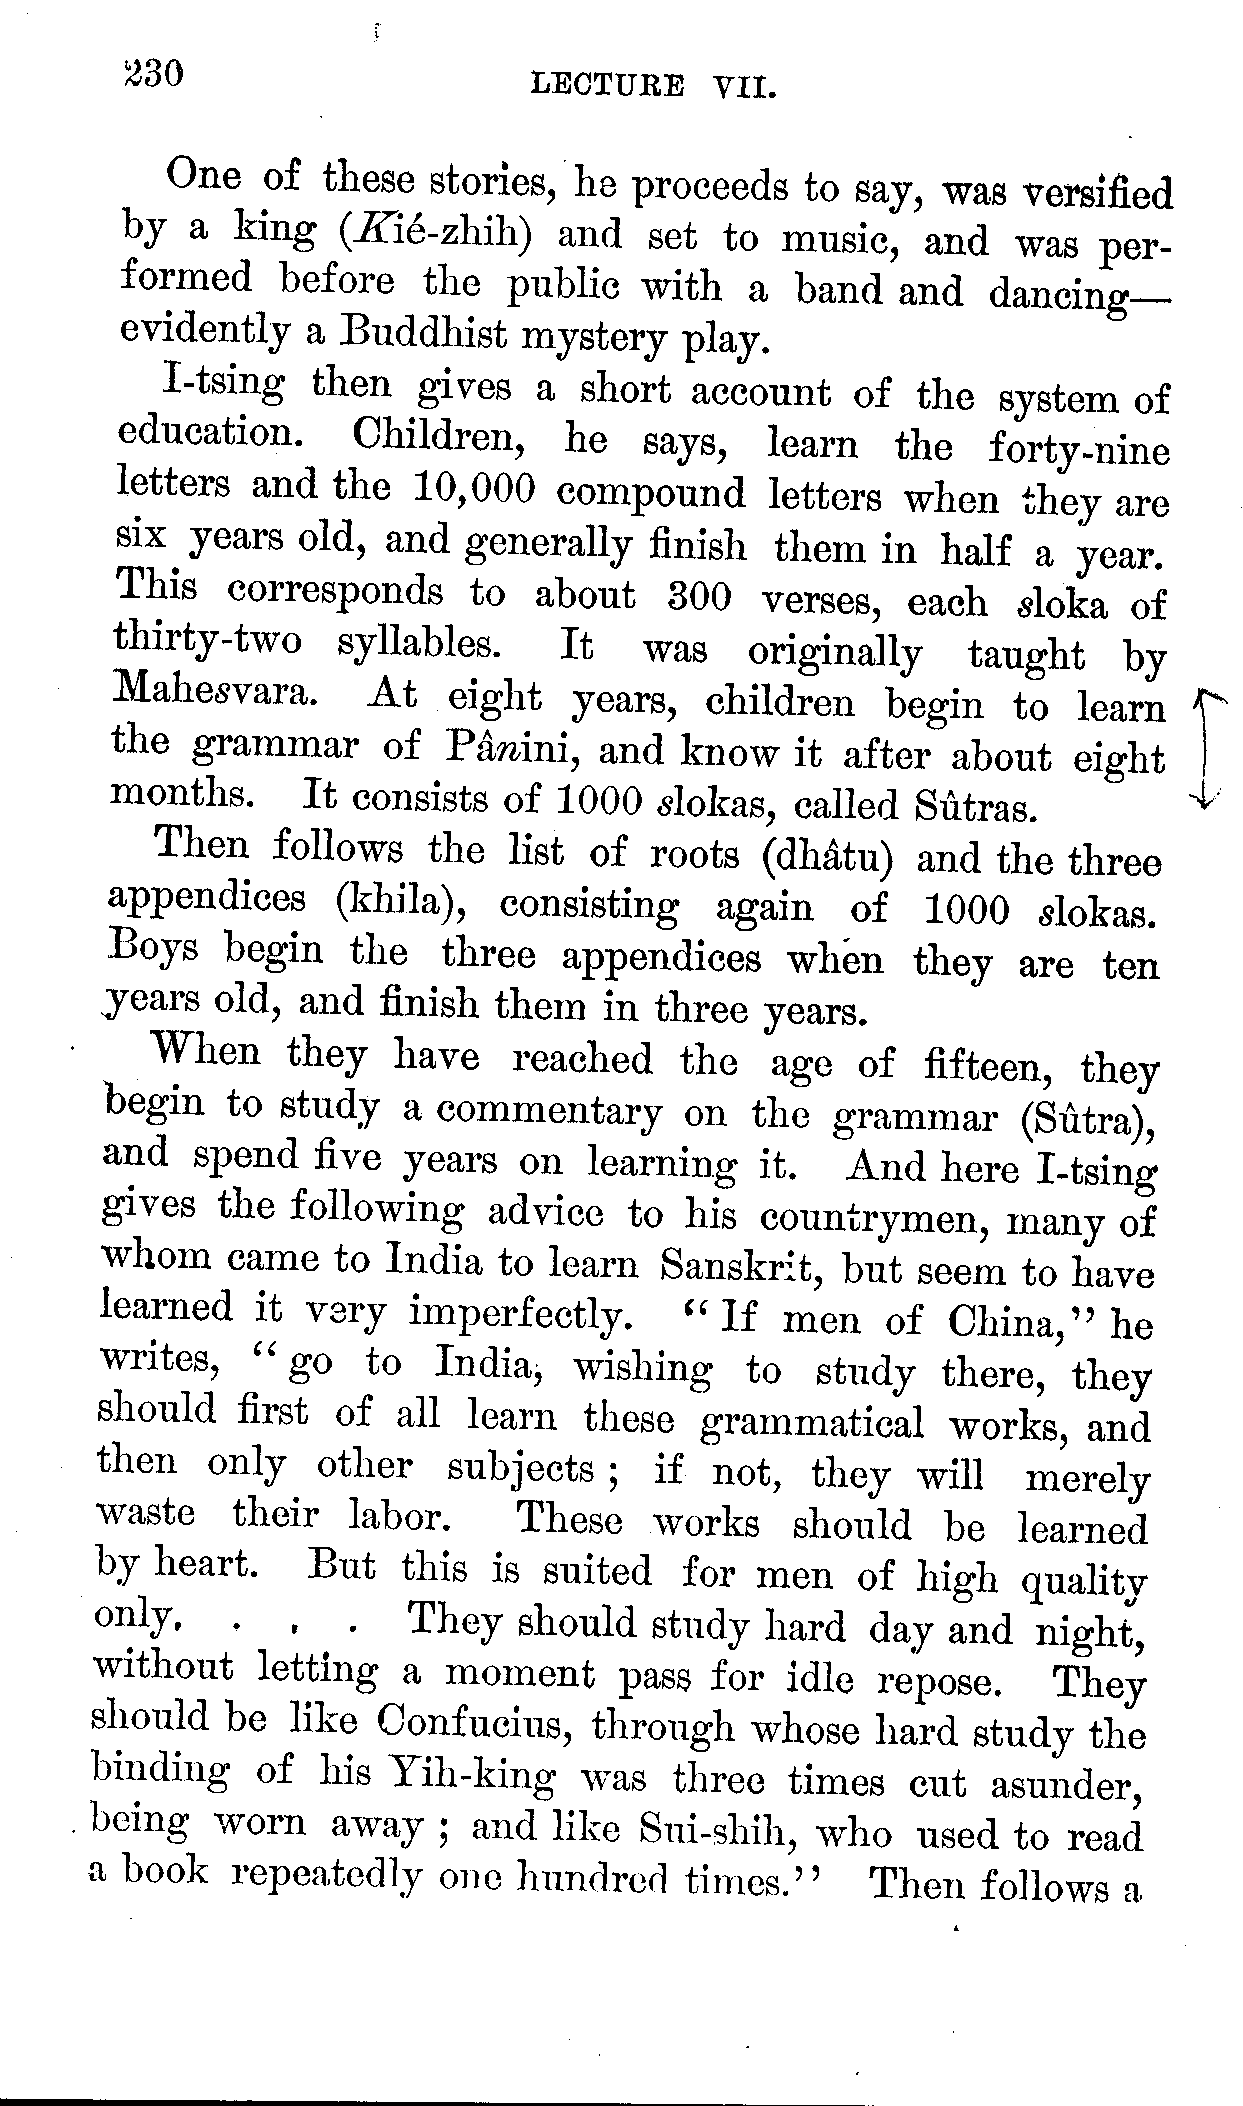 230
LECTURE VII.
One of these stories, he proceeds to say, was versified
by a king (Kié-zhih) and set to music, and was per-
formed before the public with a band and dancing—
evidently a Buddhist mystery play.
I-tsing then gives a short account of the system of
education. Children, he says, learn the forty-nine
letters and the 10,000 compound letters when they are
six years old, and generally finish them in half a year.
This corresponds to about 300 verses, each sloka of
thirty-two syllables. It was originally taught by
Mahesvara. At eight years, children begin to learn
the grammar of Pânini, and know it after about eight
months. It consists of 1000 slokas, called Sûtras.
Then follows the list of roots (dhâtu) and the three
appendices (khila), consisting again of 1000 slokas.
Boys begin the three appendices when they are ten
years old, and finish them in three years.
When they have reached the age of fifteen, they
begin to study a commentary on the grammar (Sûtra),
and spend five years on learning it. And here I-tsing
gives the following advice to his countrymen, many of
whom came to India to learn Sanskrit, but seem to have
learned it very imperfectly. “ If men of China,” he
writes, “ go to India, wishing to study there, they
should first of all learn these grammatical works, and
then only other subjects ; if not, they will merely
waste their labor. These works should be learned
by heart. But this is suited for men of high quality
only. . . . They should study hard day and night,
without letting a moment pass for idle repose. They
should be like Confucius, through whose hard study the
binding of his Yih-king was three times cut asunder,
being worn away ; and like Sui-shih, who used to read
a book repeatedly one hundred times.” Then follows a